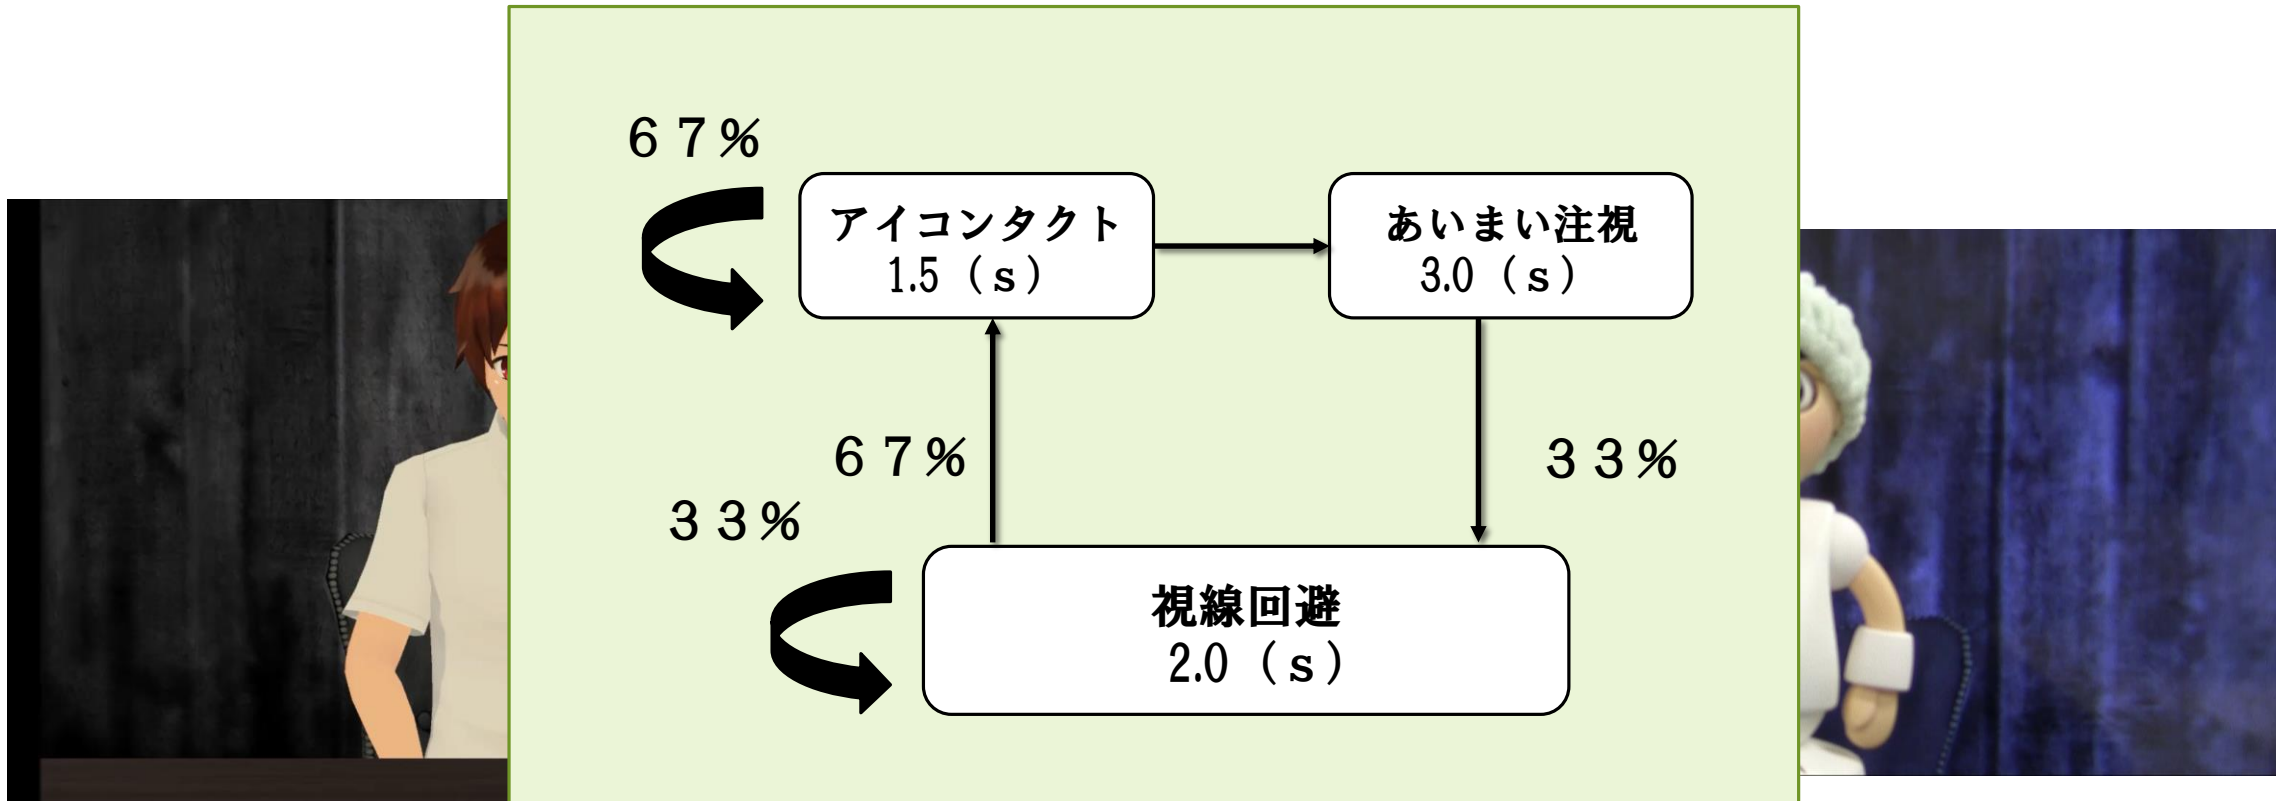 ６７%
アイコンタクト
1.5（ｓ）
あいまい注視
3.0（ｓ）
６７%
３３%
３３%
視線回避
2.0（ｓ）